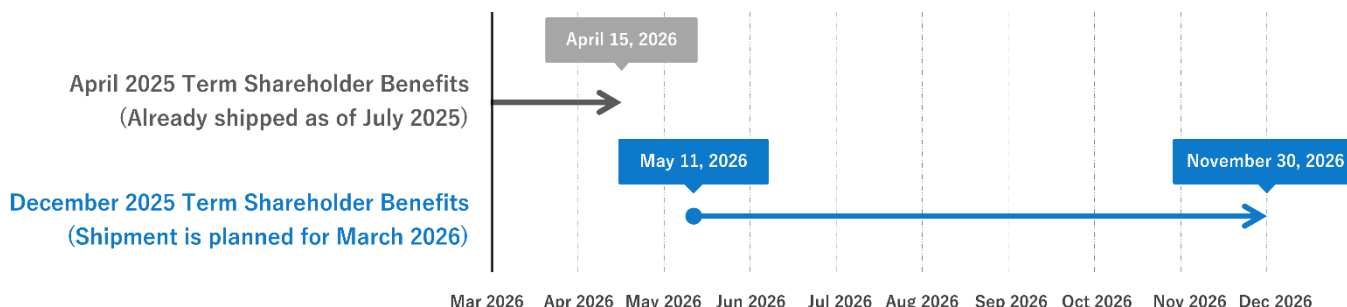 April 15, 2026
April 2025 Term Shareholder Benefits
(Already shipped as of July 2025)
May 11, 2026
November 30, 2026
December 2025 Term Shareholder Benefits
(Shipment is planned for March 2026)
Mar 2026 Apr 2026 May 2026 Jun 2026 Jul 2026 Aug 2026 Sep 2026 Oct 2026 Nov 2026 Dec 2026